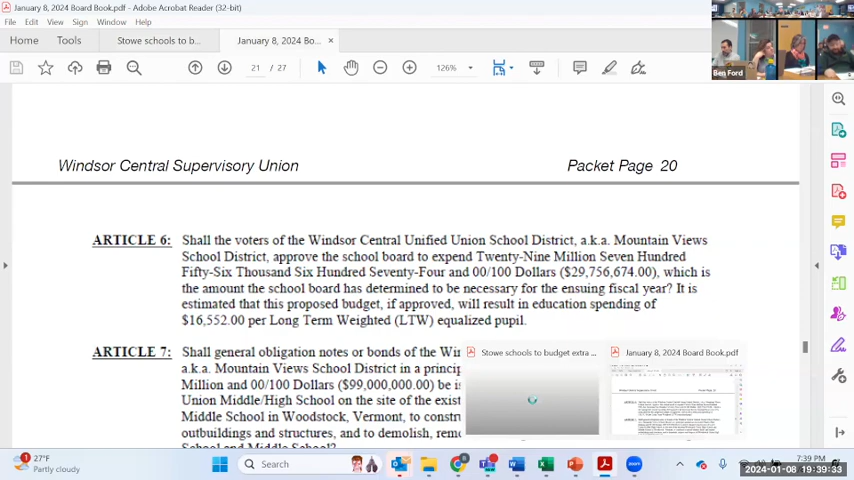 January 8, 2024 Board Book.pdf - Adobe Acrobat Reader (32-bit)
File Edit View Sign Window Help
Home Tools Stowe schools to b... January 8, 2024 Bo... ×
21 / 27 126%
Ben Ford
Windsor Central Supervisory Union Packet Page 20
ARTICLE 6: Shall the voters of the Windsor Central Unified Union School District, a.k.a. Mountain Views
School District, approve the school board to expend Twenty-Nine Million Seven Hundred
Fifty-Six Thousand Six Hundred Seventy-Four and 00/100 Dollars ($29,756,674.00), which is
the amount the school board has determined to be necessary for the ensuing fiscal year? It is
estimated that this proposed budget, if approved, will result in education spending of
$16,552.00 per Long Term Weighted (LTW) equalized pupil.
ARTICLE 7: Shall general obligation notes or bonds of the Wi
a.k.a. Mountain Views School District in a princip
Million and 00/100 Dollars ($99,000,000.00) be is
Union Middle/High School on the site of the exist
Middle School in Woodstock, Vermont, to constru
outbuildings and structures, and to demolish, rem
School and Middle School?
Stowe schools to budget extra ... January 8, 2024 Board Book.pdf
27°F
Partly cloudy
Search
7:39 PM
2024-01-08 19:39:33